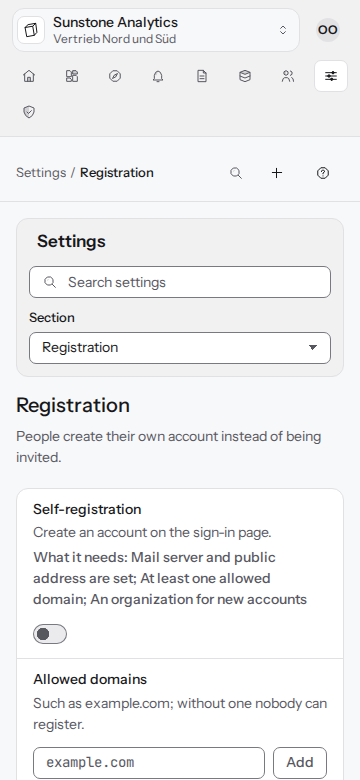 Sunstone Analytics
Vertrieb Nord und Süd
OO
Settings / Registration
Settings
Search settings
Section
Registration
Registration
People create their own account instead of being
invited.
Self-registration
Create an account on the sign-in page.
What it needs: Mail server and public
address are set; At least one allowed
domain; An organization for new accounts
Allowed domains
Such as example.com; without one nobody can
register.
example.com
Add